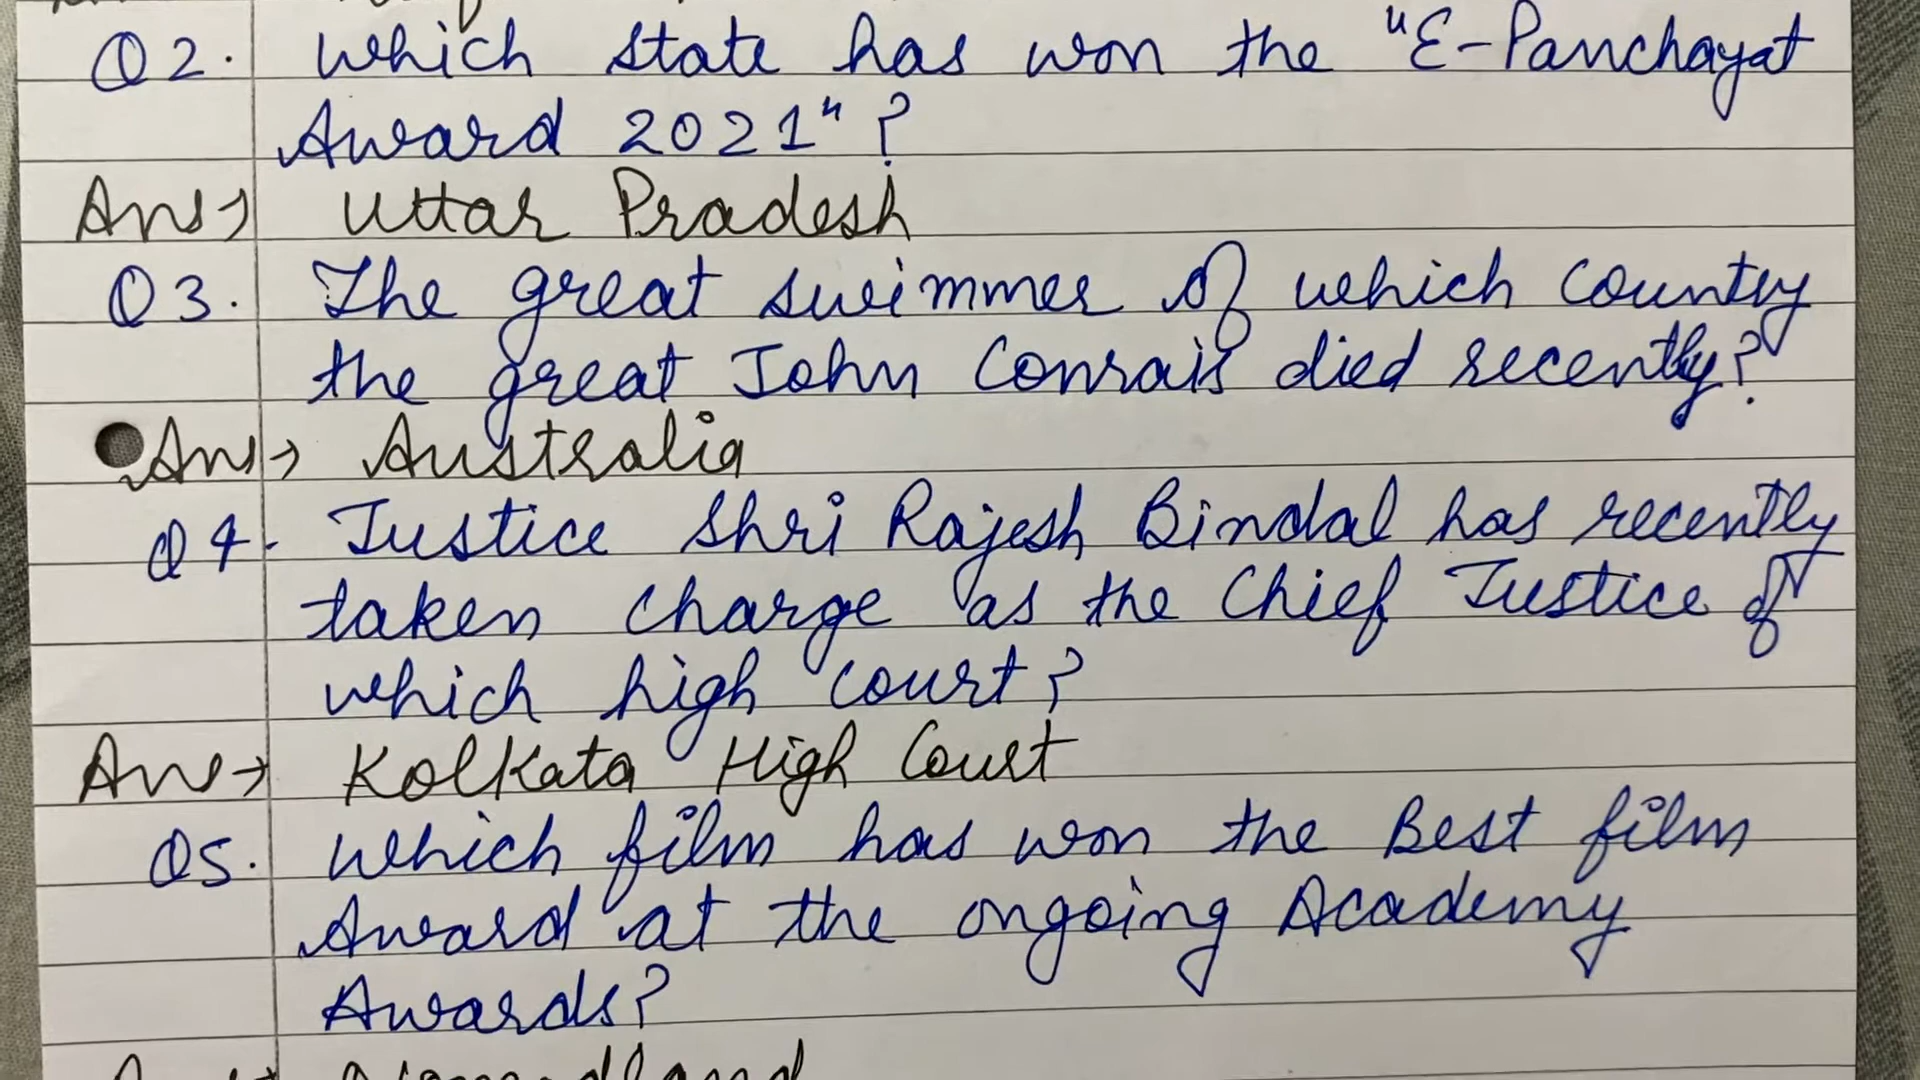 Q2. Which state has won the "E-Panchayat
Award 2021"?
Ans→ Uttar Pradesh
Q3. The great swimmer of which country
the great John Conrais died recently?
Ans→ Australia
Q4. Justice Shri Rajesh Bindal has recently
taken charge as the Chief Justice of
which high court?
Ans→ Kolkata High Court
Q5. Which film has won the Best film
Award at the ongoing Academy
Awards?